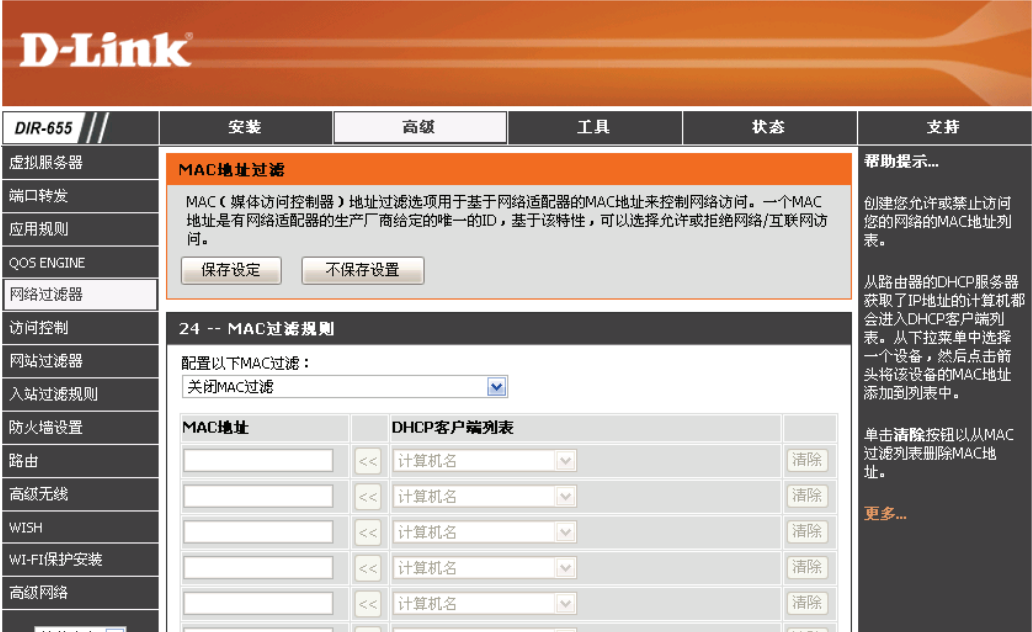 D-Link
DIR-655
安装
高级
工具
状态
支持
虚拟服务器
端口转发
应用规则
QOS ENGINE
网络过滤器
访问控制
网站过滤器
入站过滤规则
防火墙设置
路由
高级无线
WISH
WI-FI保护安装
高级网络
MAC地址过滤
MAC(媒体访问控制器)地址过滤选项用于基于网络适配器的MAC地址来控制网络访问。一个MAC
地址是有网络适配器的生产厂商给定的唯一的ID,基于该特性,可以选择允许或拒绝网络/互联网访
问。
保存设定 不保存设置
24 -- MAC过滤规则
配置以下MAC过滤:
关闭MAC过滤
MAC地址 DHCP客户端列表
<< 计算机名 清除
<< 计算机名 清除
<< 计算机名 清除
<< 计算机名 清除
<< 计算机名 清除
帮助提示...
创建您允许或禁止访问
您的网络的MAC地址列
表。
从路由器的DHCP服务器
获取了IP地址的计算机都
会进入DHCP客户端列
表。从下拉菜单中选择
一个设备,然后点击箭
头将该设备的MAC地址
添加到列表中。
单击清除按钮以从MAC
过滤列表删除MAC地
址。
更多...